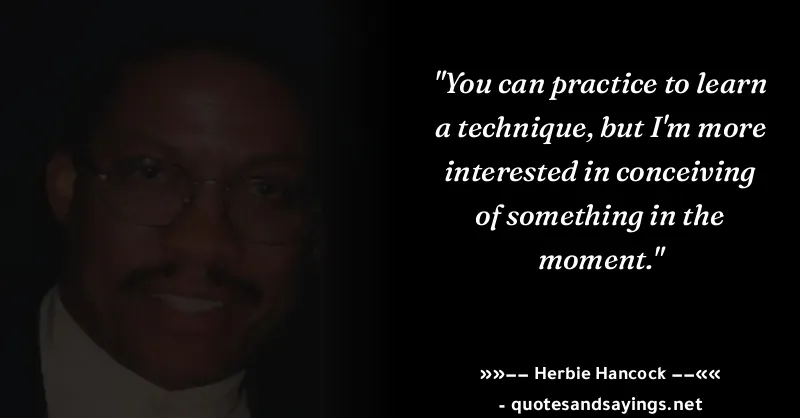 "You can practice to learn
a technique, but I'm more
interested in conceiving
of something in the
moment."
»»–– Herbie Hancock ––««
- quotesandsayings.net